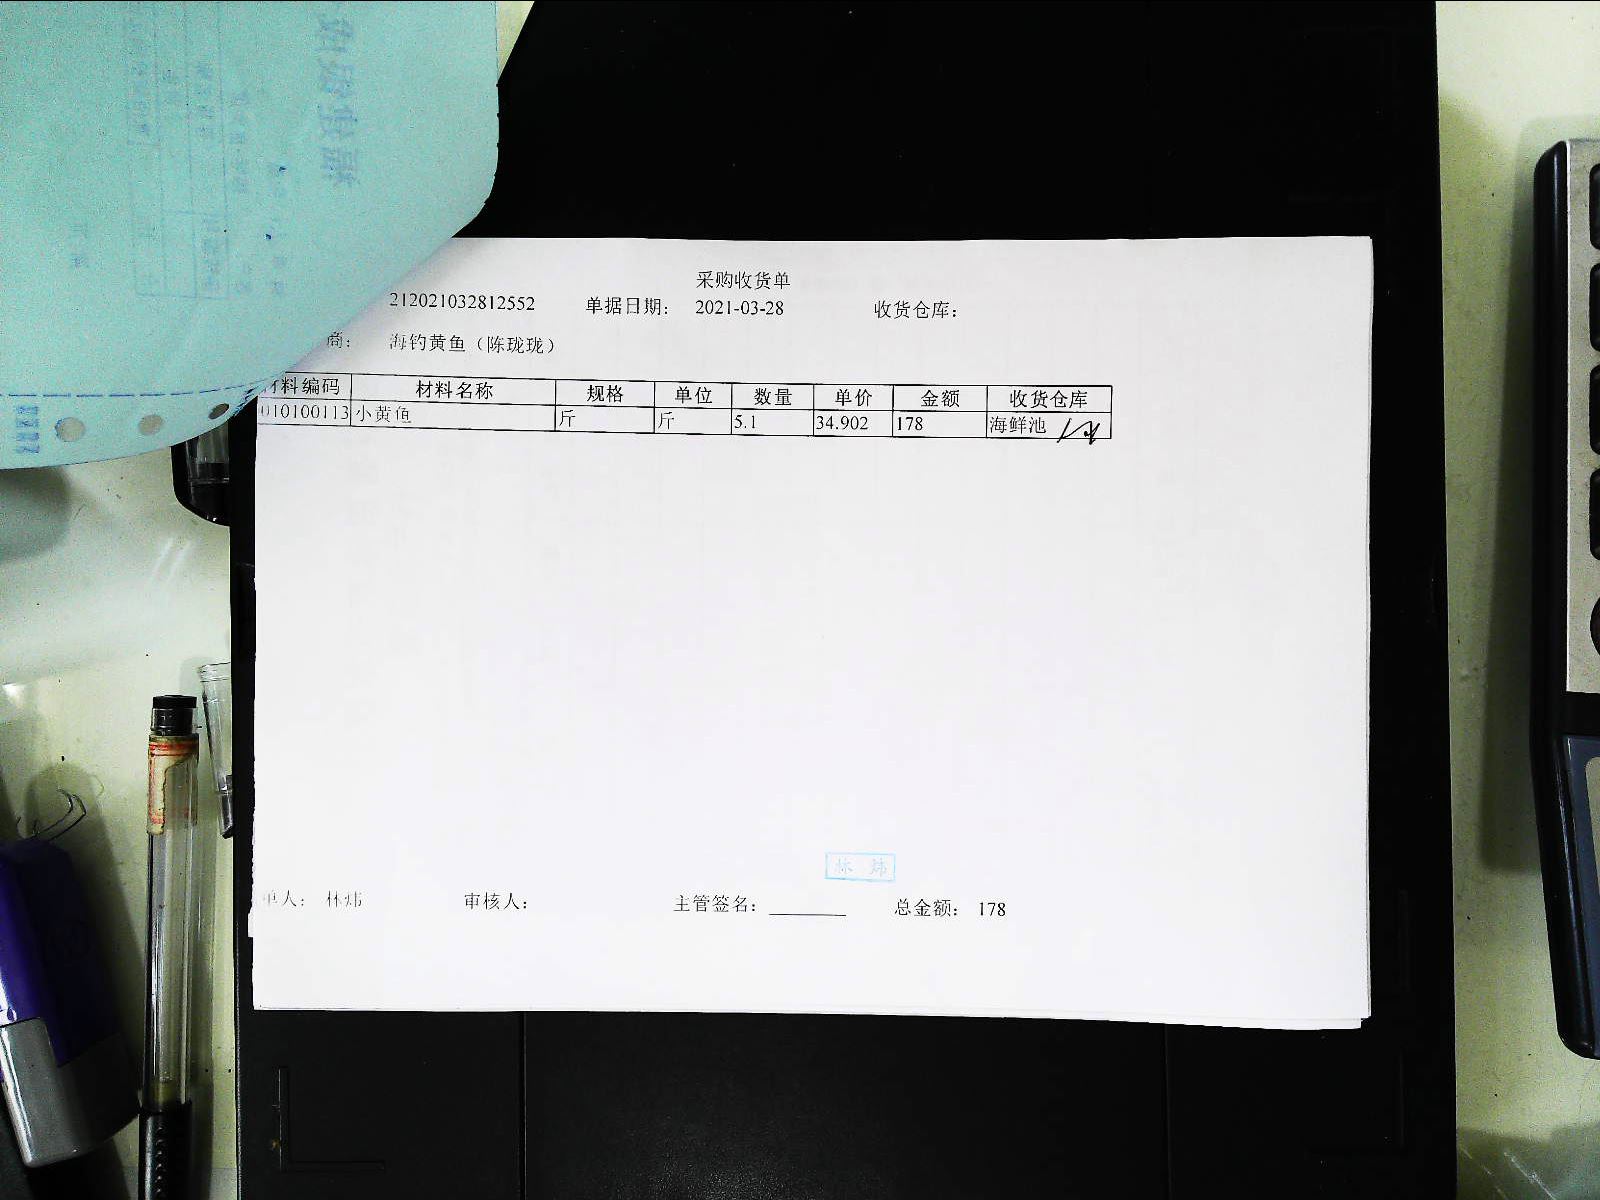 采购收货单
212021032812552 单据日期: 2021-03-28 收货仓库:
商: 海钓黄鱼（陈珑珑）
材料编码 材料名称 规格 单位 数量 单价 金额 收货仓库
010100113 小黄鱼 斤 斤 5.1 34.902 178 海鲜池
林 炜
单人: 林炜 审核人: 主管签名: 总金额: 178